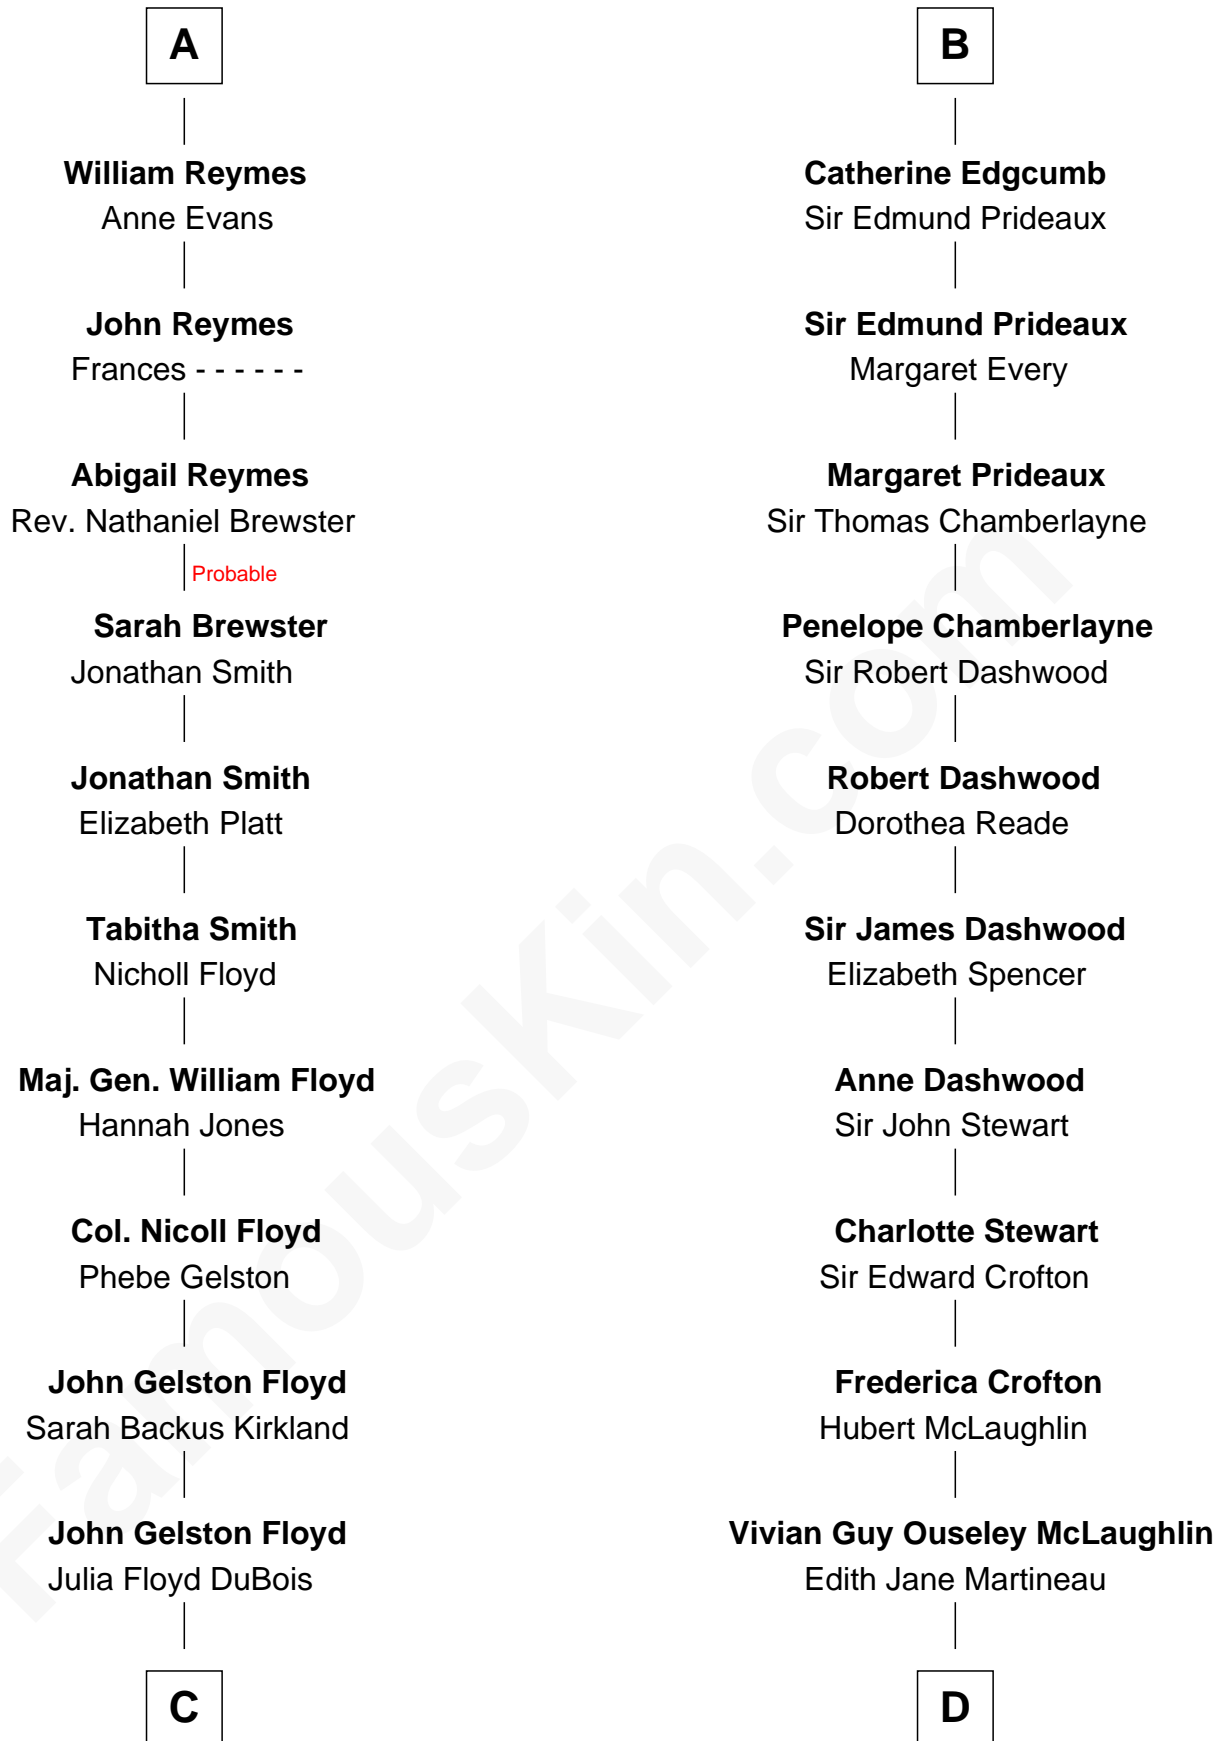 A
William Reymes
Anne Evans
John Reymes
Frances - - - - - -
Abigail Reymes
Rev. Nathaniel Brewster
Probable
Sarah Brewster
Jonathan Smith
Jonathan Smith
Elizabeth Platt
Tabitha Smith
Nicholl Floyd
Maj. Gen. William Floyd
Hannah Jones
Col. Nicoll Floyd
Phebe Gelston
John Gelston Floyd
Sarah Backus Kirkland
John Gelston Floyd
Julia Floyd DuBois
C
B
Catherine Edgcumb
Sir Edmund Prideaux
Sir Edmund Prideaux
Margaret Every
Margaret Prideaux
Sir Thomas Chamberlayne
Penelope Chamberlayne
Sir Robert Dashwood
Robert Dashwood
Dorothea Reade
Sir James Dashwood
Elizabeth Spencer
Anne Dashwood
Sir John Stewart
Charlotte Stewart
Sir Edward Crofton
Frederica Crofton
Hubert McLaughlin
Vivian Guy Ouseley McLaughlin
Edith Jane Martineau
D
FamousKin.com